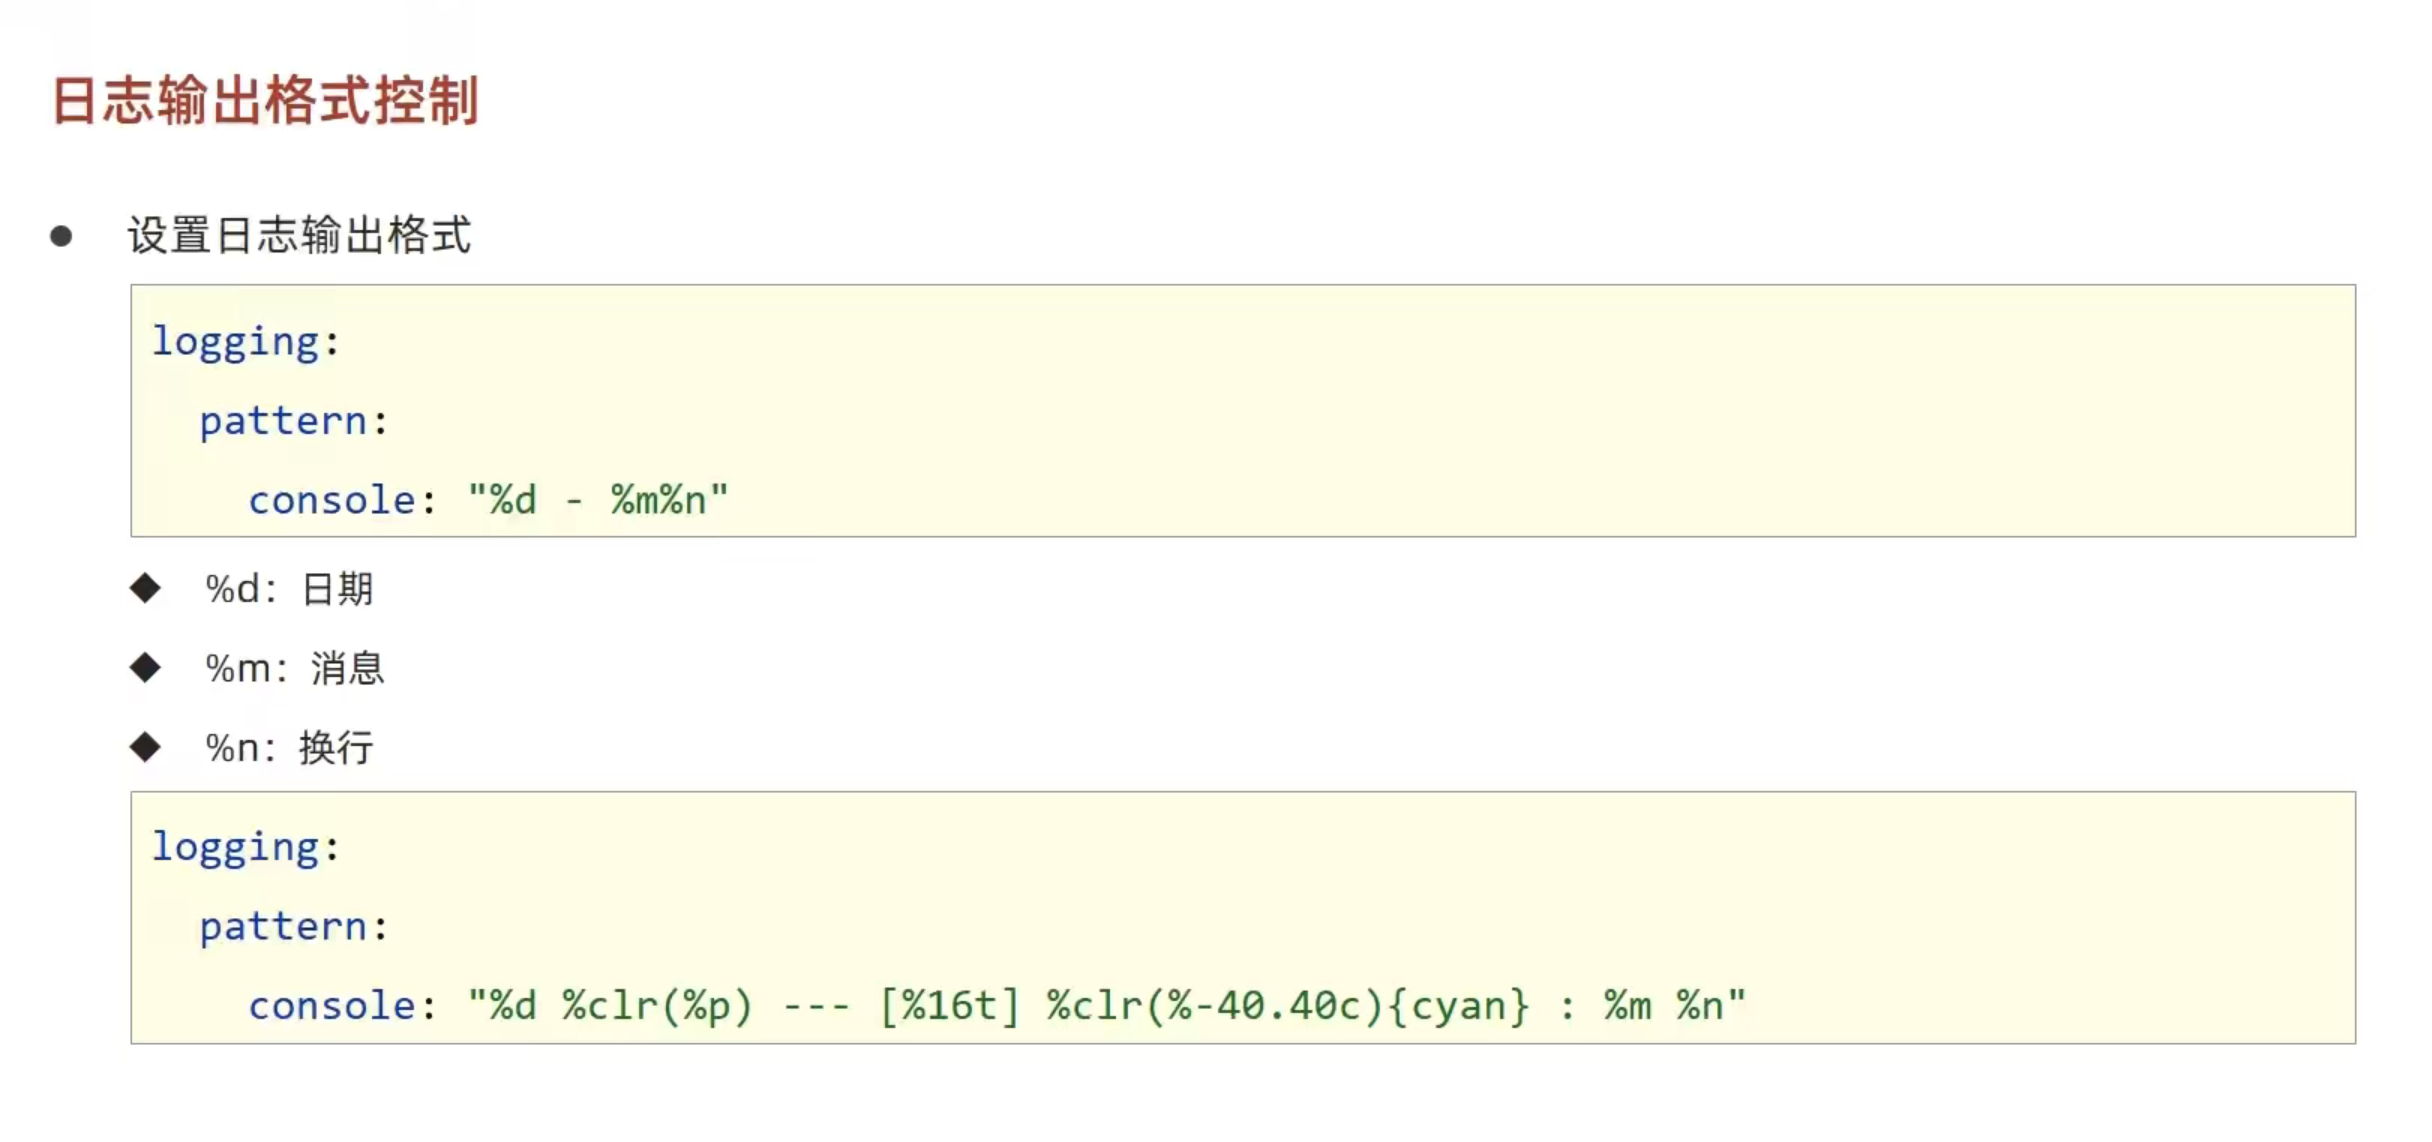 日志输出格式控制
● 设置日志输出格式
logging:
  pattern:
    console: "%d - %m%n"
◆ %d：日期
◆ %m：消息
◆ %n：换行
logging:
  pattern:
    console: "%d %clr(%p) --- [%16t] %clr(%-40.40c){cyan} : %m %n"